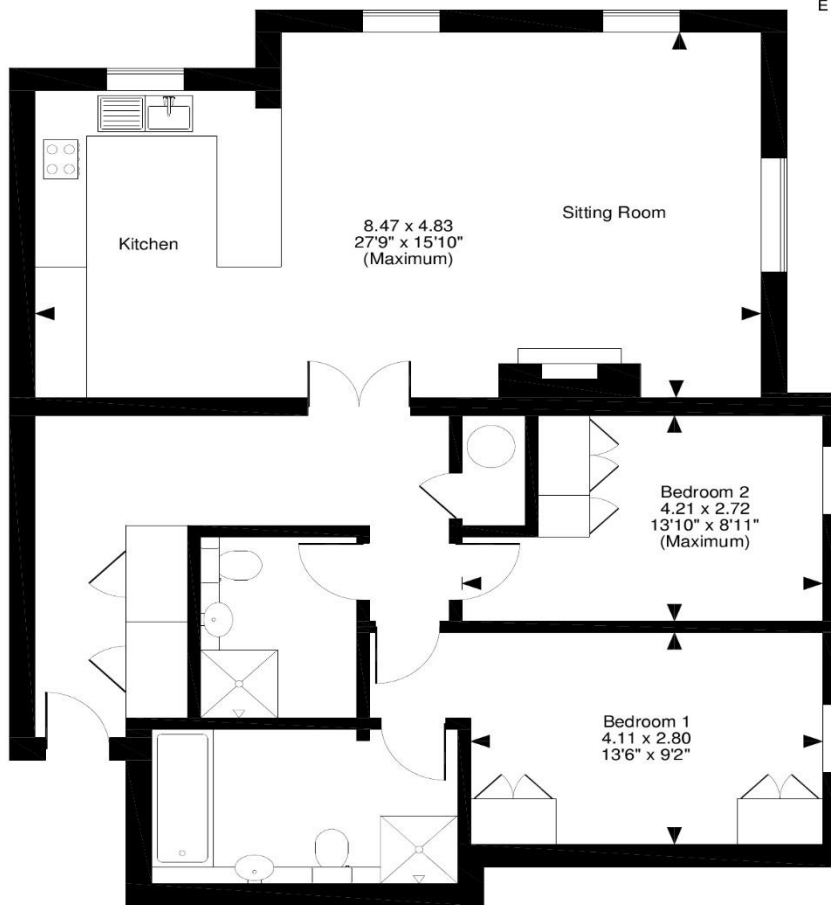 E
Kitchen
8.47 x 4.83
27'9" x 15'10"
(Maximum)
Sitting Room
Bedroom 2
4.21 x 2.72
13'10" x 8'11"
(Maximum)
Bedroom 1
4.11 x 2.80
13'6" x 9'2"